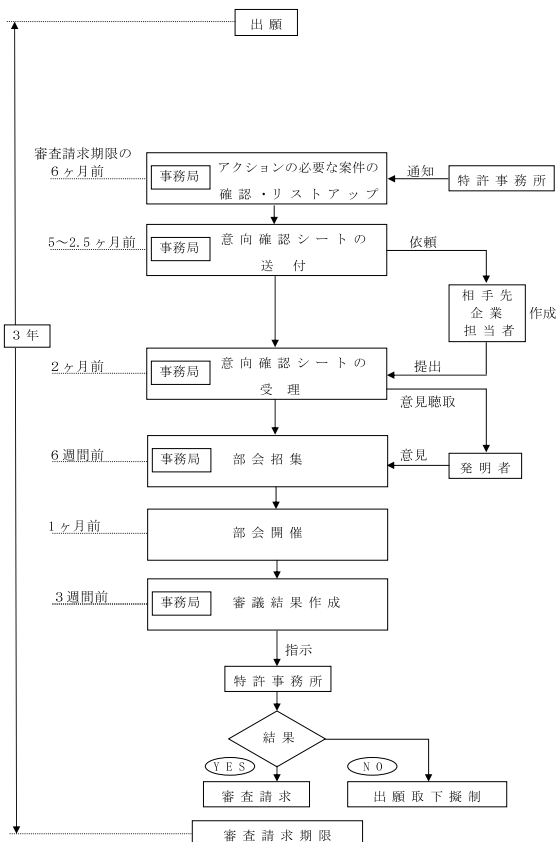 出願
審査請求期限の
6ヶ月前
事務局
アクションの必要な案件の
確認・リストアップ
通知
特許事務所
5～2.5ヶ月前
事務局
意向確認シートの
送付
依頼
相手先
企業
担当者
作成
3年
2ヶ月前
事務局
意向確認シートの
受理
提出
意見聴取
6週間前
事務局
部会招集
意見
発明者
1ヶ月前
部会開催
3週間前
事務局
審議結果作成
指示
特許事務所
結果
YES
NO
審査請求
出願取下擬制
審査請求期限